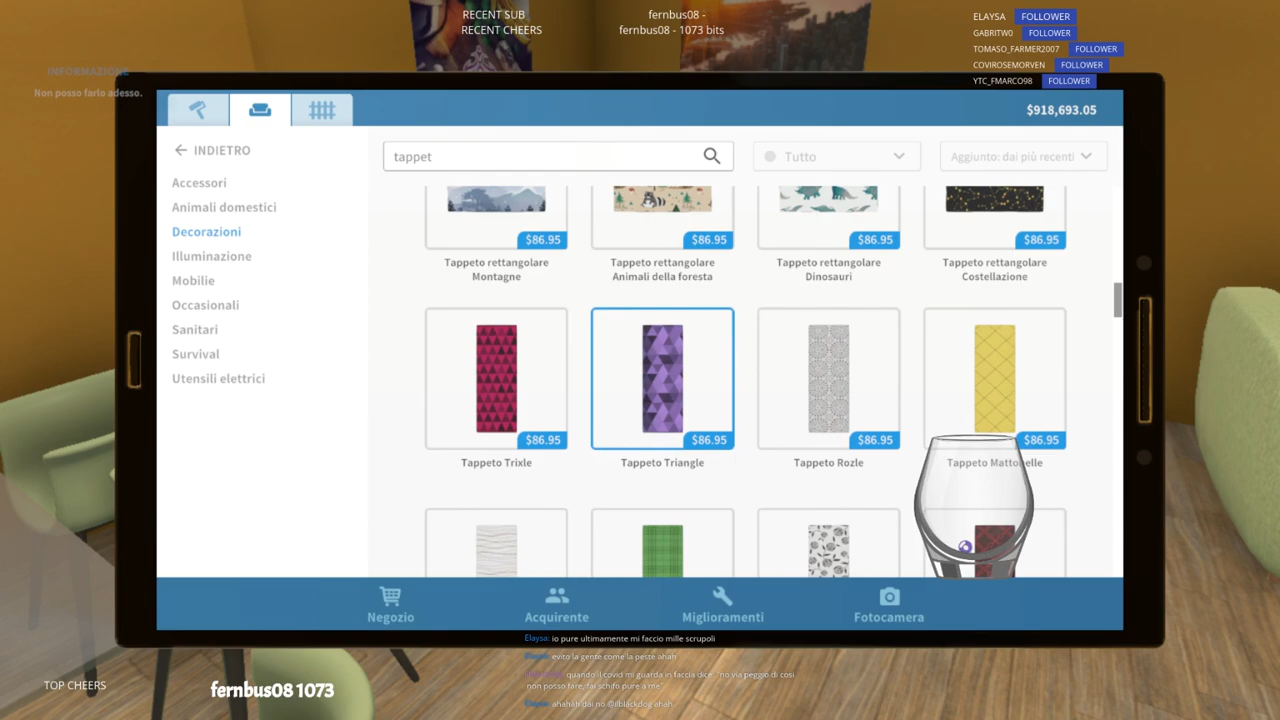 RECENT SUB
RECENT CHEERS
fernbus08 -
fernbus08 - 1073 bits
ELAYSA FOLLOWER
GABRITW0 FOLLOWER
TOMASO_FARMER2007 FOLLOWER
COVIROSEMORVEN FOLLOWER
YTC_FMARCO98 FOLLOWER
INFORMAZIONE
Non posso farlo adesso.
$918,693.05
INDIETRO
Accessori
Animali domestici
Decorazioni
Illuminazione
Mobilie
Occasionali
Sanitari
Survival
Utensili elettrici
tappet
Tutto
Aggiunto: dai più recenti
$86.95
$86.95
$86.95
$86.95
Tappeto rettangolare
Montagne
Tappeto rettangolare
Animali della foresta
Tappeto rettangolare
Dinosauri
Tappeto rettangolare
Costellazione
$86.95
$86.95
$86.95
$86.95
Tappeto Trixle
Tappeto Triangle
Tappeto Rozle
Tappeto Mattonelle
Negozio
Acquirente
Miglioramenti
Fotocamera
Elaysa: io pure ultimamente mi faccio mille scrupoli
evito la gente come la peste ahah
quando il covid mi guarda in faccia dice.. "no via peggio di cosi
non posso fare, fai schifo pure a me"
ahahah dai no @ilblackdog ahah
TOP CHEERS
fernbus08 1073